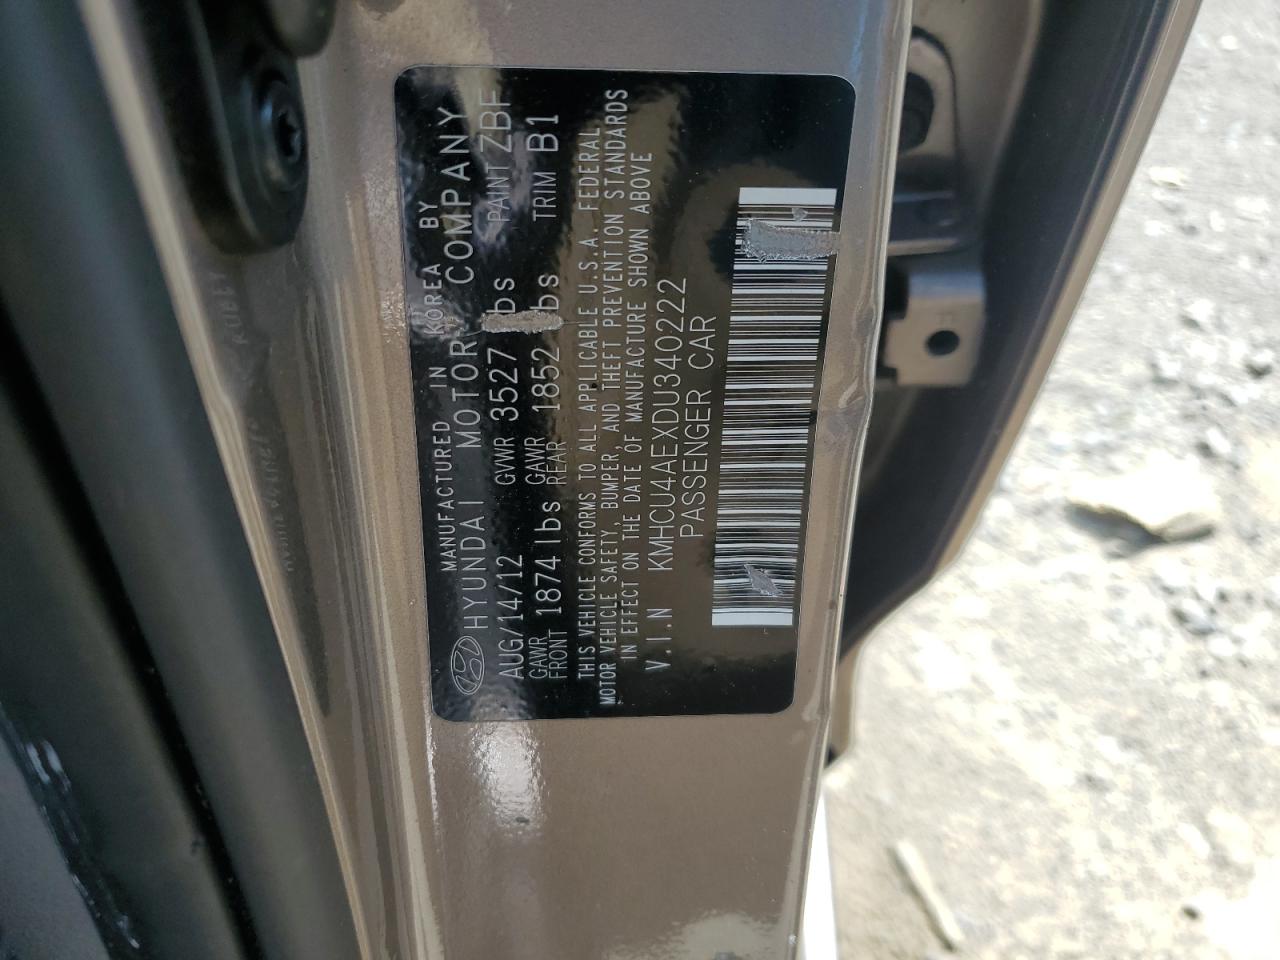 MANUFACTURED IN KOREA BY
HYUNDAI MOTOR COMPANY
AUG/14/12 GVWR 3527 lbs PAINT ZBF
GAWR FRONT 1874 lbs GAWR REAR 1852 lbs TRIM B1
THIS VEHICLE CONFORMS TO ALL APPLICABLE U.S.A. FEDERAL
MOTOR VEHICLE SAFETY, BUMPER, AND THEFT PREVENTION STANDARDS
IN EFFECT ON THE DATE OF MANUFACTURE SHOWN ABOVE
V.I.N KMHCU4AEXDU340222
PASSENGER CAR